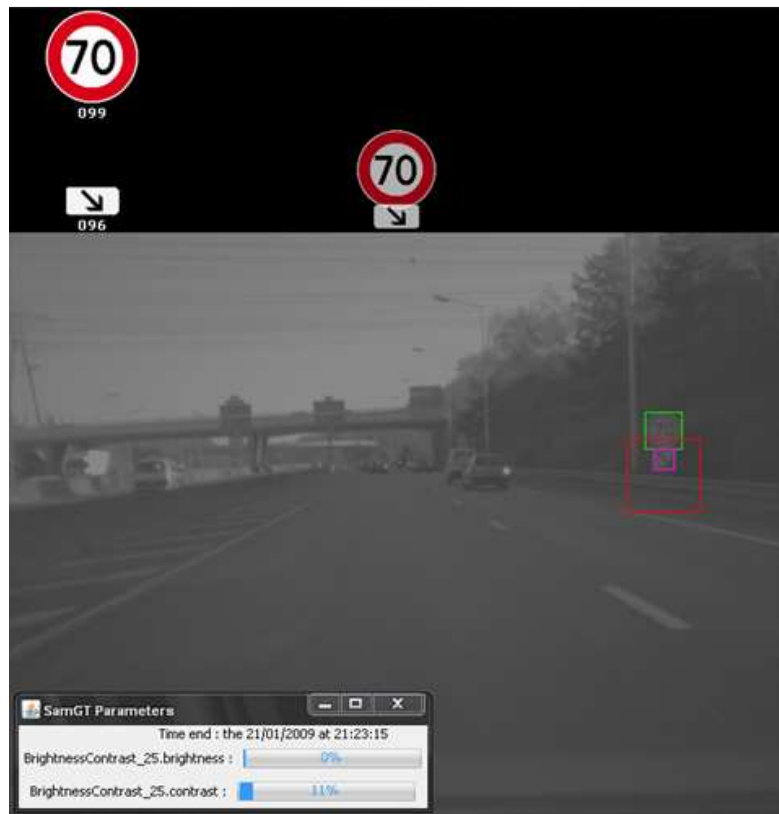 70
099
70
096
70
SamGT Parameters
Time end : the 21/01/2009 at 21:23:15
BrightnessContrast_25.brightness : 0%
BrightnessContrast_25.contrast : 11%